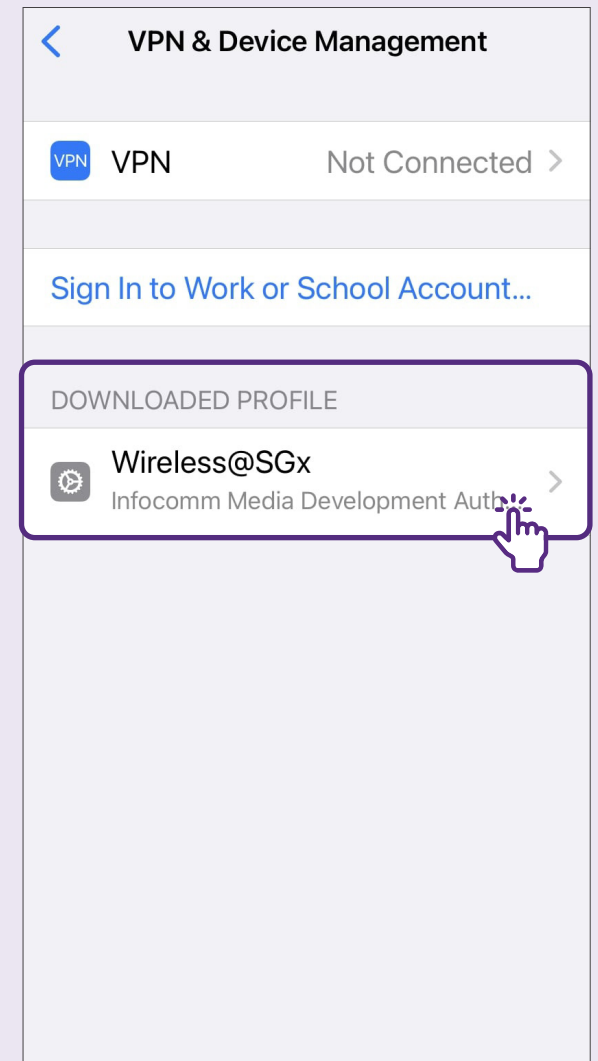 VPN & Device Management
VPN VPN Not Connected
Sign In to Work or School Account...
DOWNLOADED PROFILE
Wireless@SGx
Infocomm Media Development Auth...